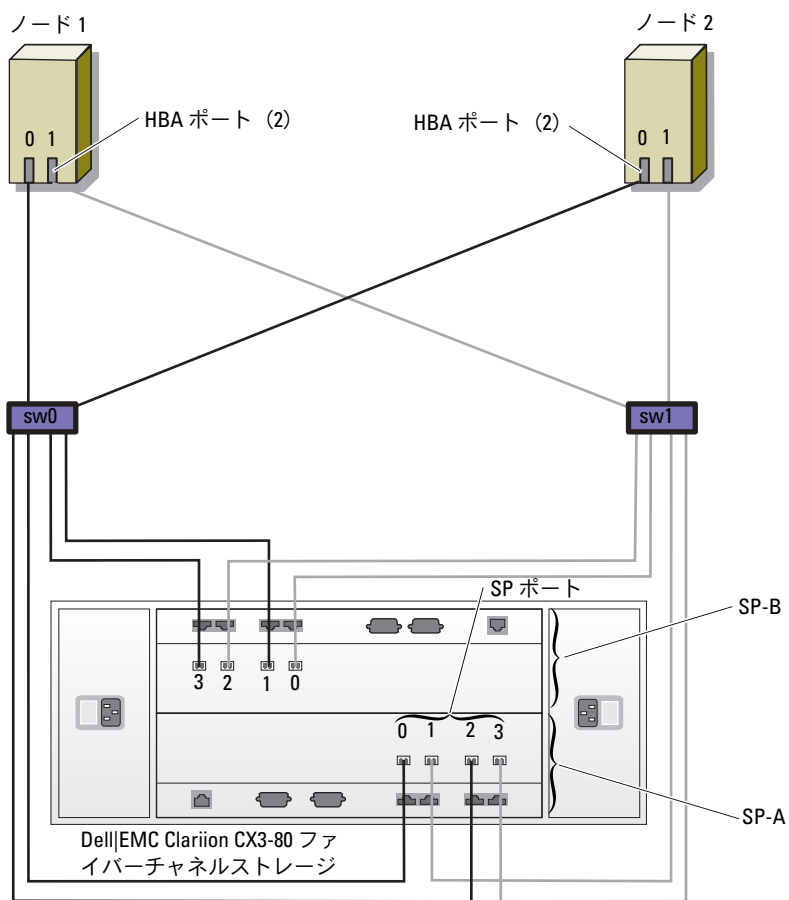 ノード 1
ノード 2
HBA ポート (2)
HBA ポート (2)
0 1
0 1
sw0
sw1
SP ポート
SP-B
3 2 1 0
0 1 2 3
SP-A
Dell|EMC Clariion CX3-80 ファ
イバーチャネルストレージ